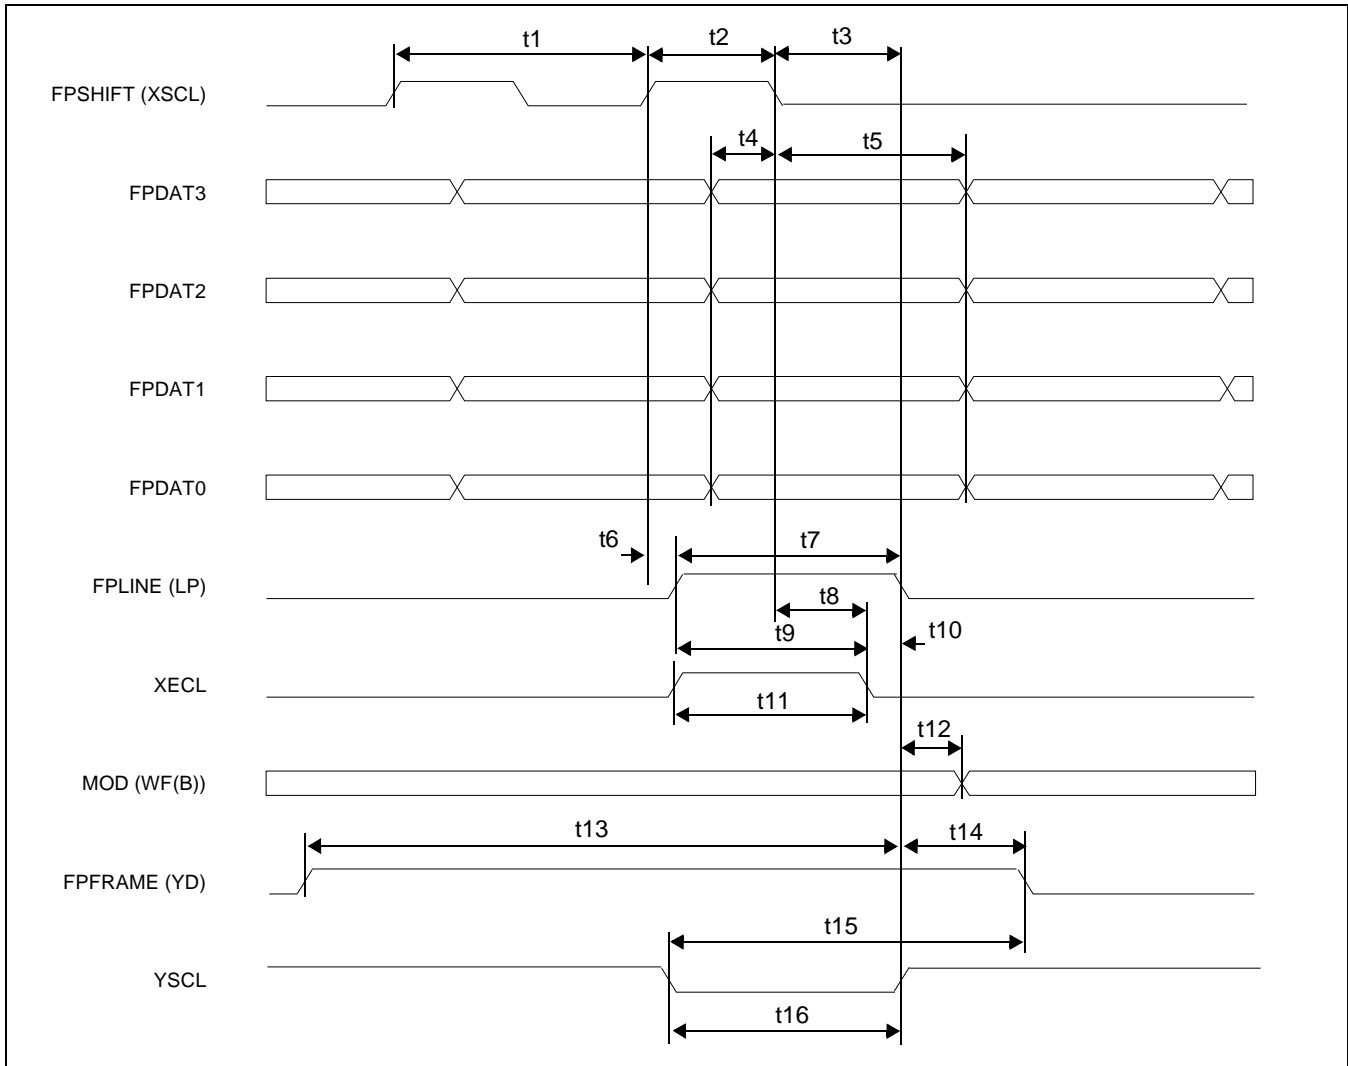 t1 t2 t3
FPSHIFT (XSCL)
t4 t5
FPDAT3
FPDAT2
FPDAT1
FPDAT0
t6 t7
FPLINE (LP)
t8
t9 t10
XECL
t11
t12
MOD (WF(B))
t13 t14
FPFRAME (YD)
t15
YSCL
t16